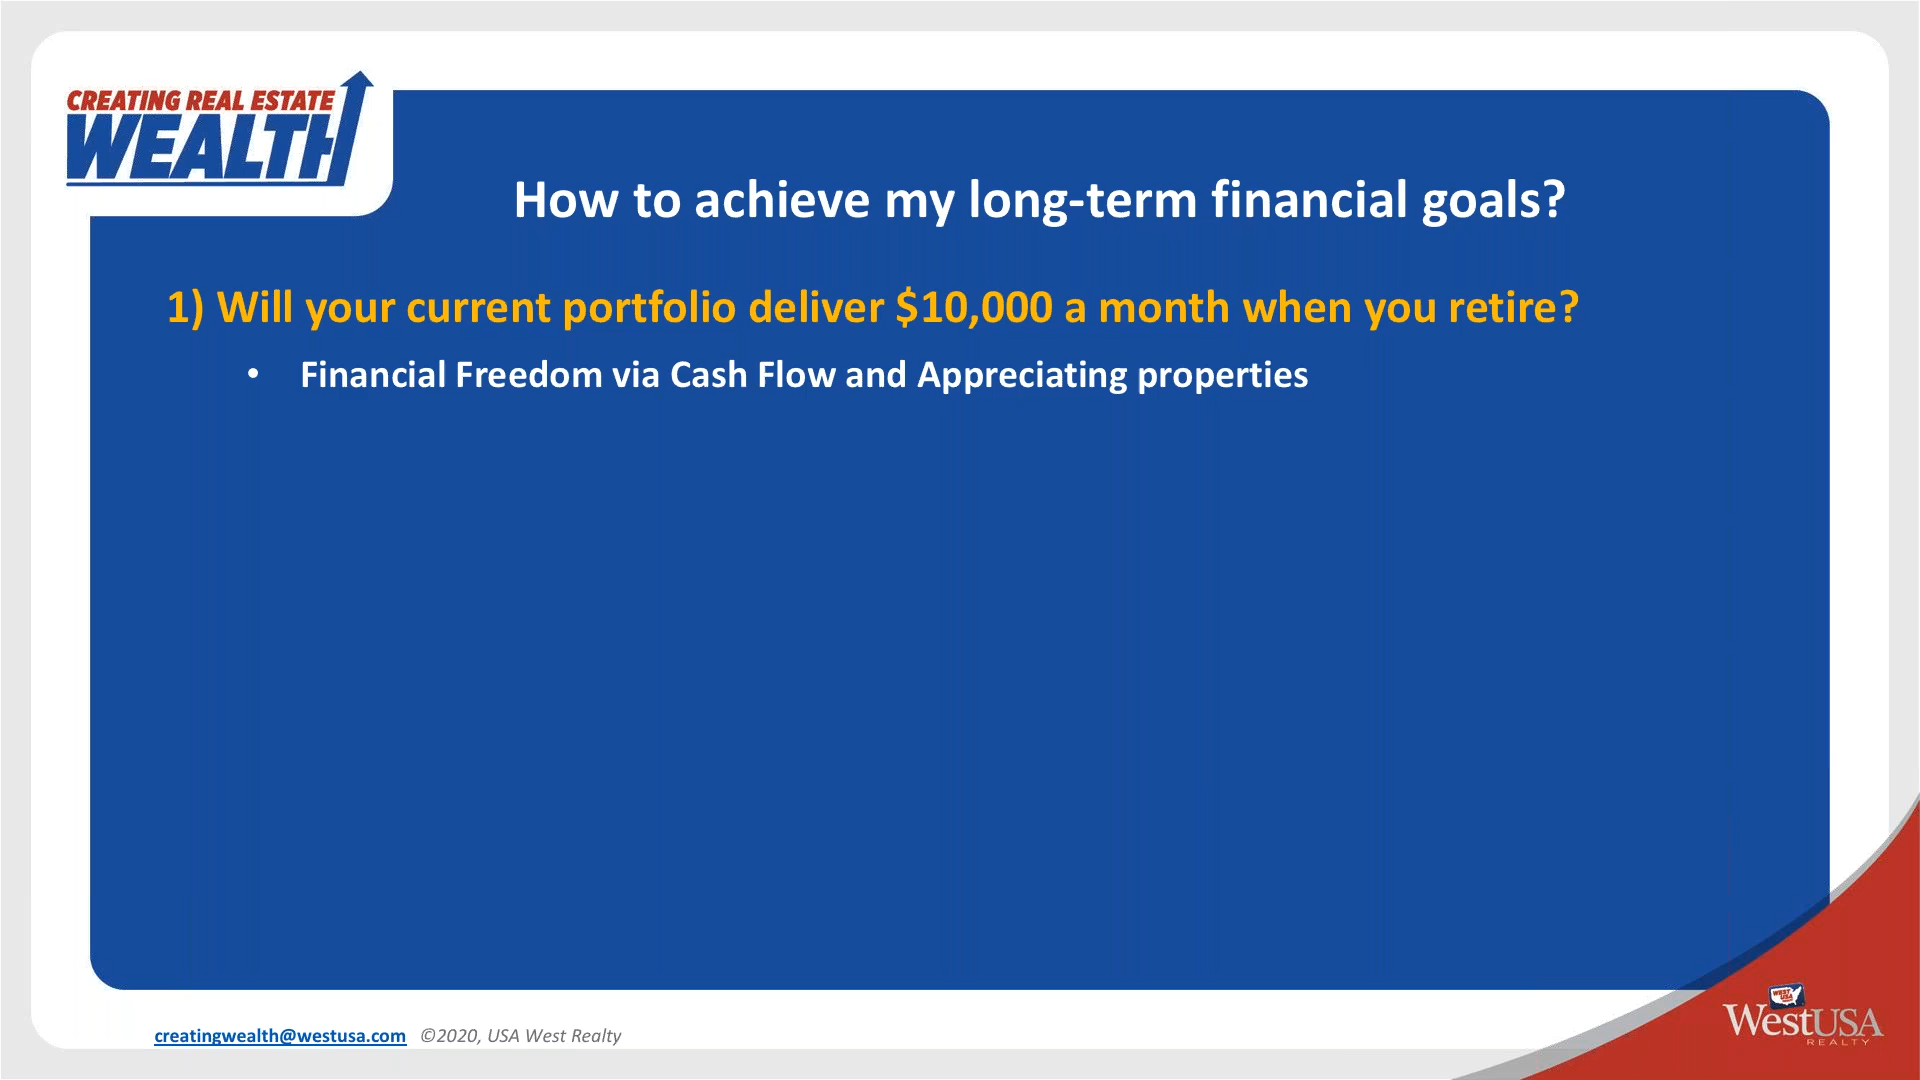 CREATING REAL ESTATE
WEALTH
How to achieve my long-term financial goals?
1) Will your current portfolio deliver $10,000 a month when you retire?
• Financial Freedom via Cash Flow and Appreciating properties
creatingwealth@westusa.com ©2020, USA West Realty
WEST
USA
WestUSA
REALTY